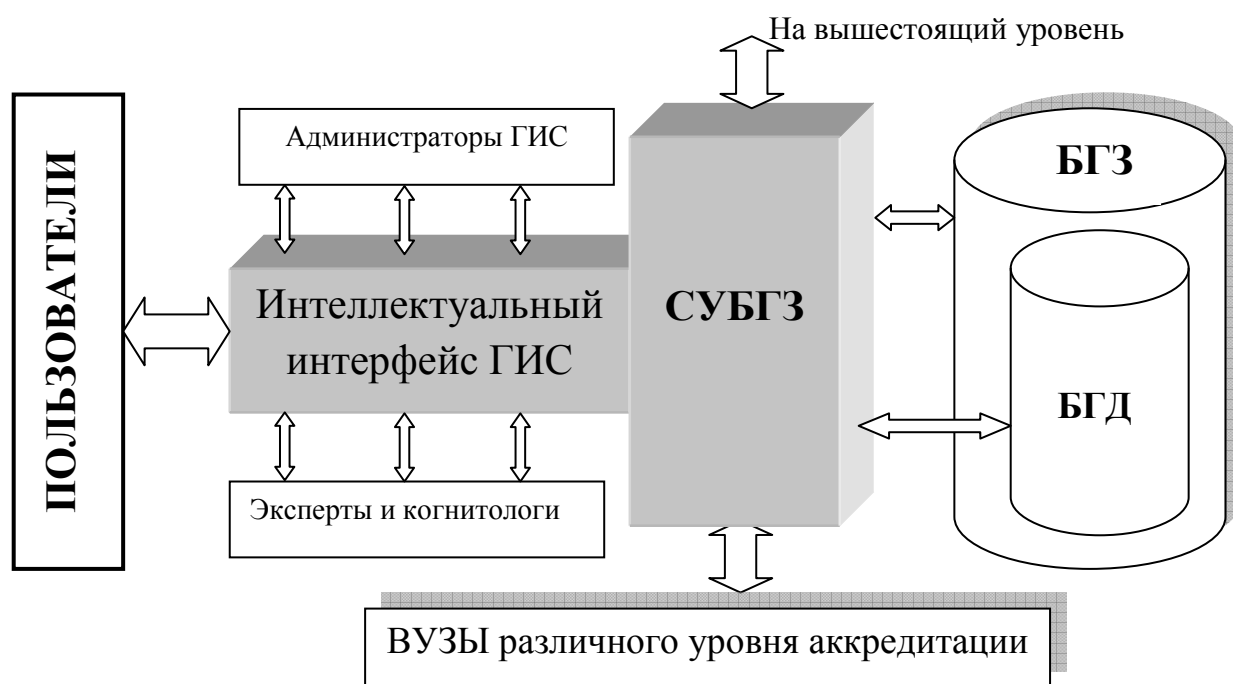 На вышестоящий уровень
ПОЛЬЗОВАТЕЛИ
Администраторы ГИС
Интеллектуальный
интерфейс ГИС
Эксперты и когнитологи
СУБГЗ
БГЗ
БГД
ВУЗЫ различного уровня аккредитации